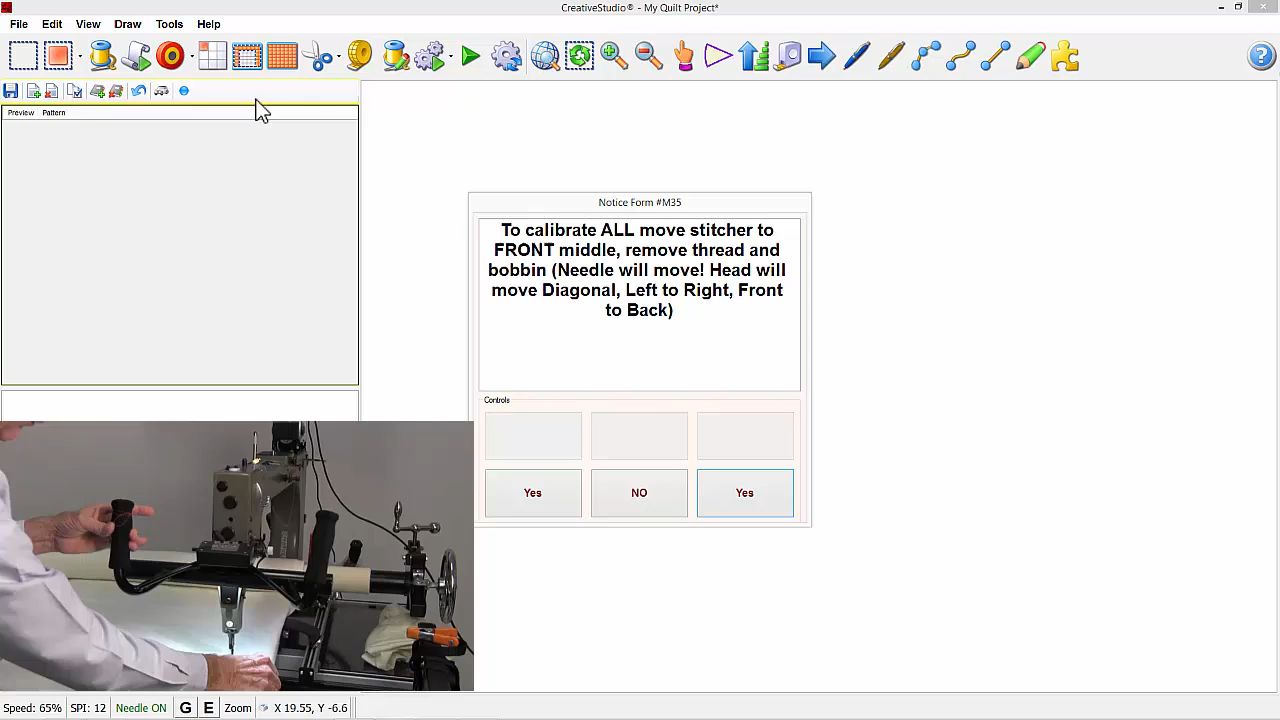 CreativeStudio® - My Quilt Project*
File Edit View Draw Tools Help
Preview Pattern
Notice Form #M35
To calibrate ALL move stitcher to
FRONT middle, remove thread and
bobbin (Needle will move! Head will
move Diagonal, Left to Right, Front
to Back)
Controls
Yes NO Yes
Speed: 65% SPI: 12 Needle ON G E Zoom X 19.55, Y -6.6